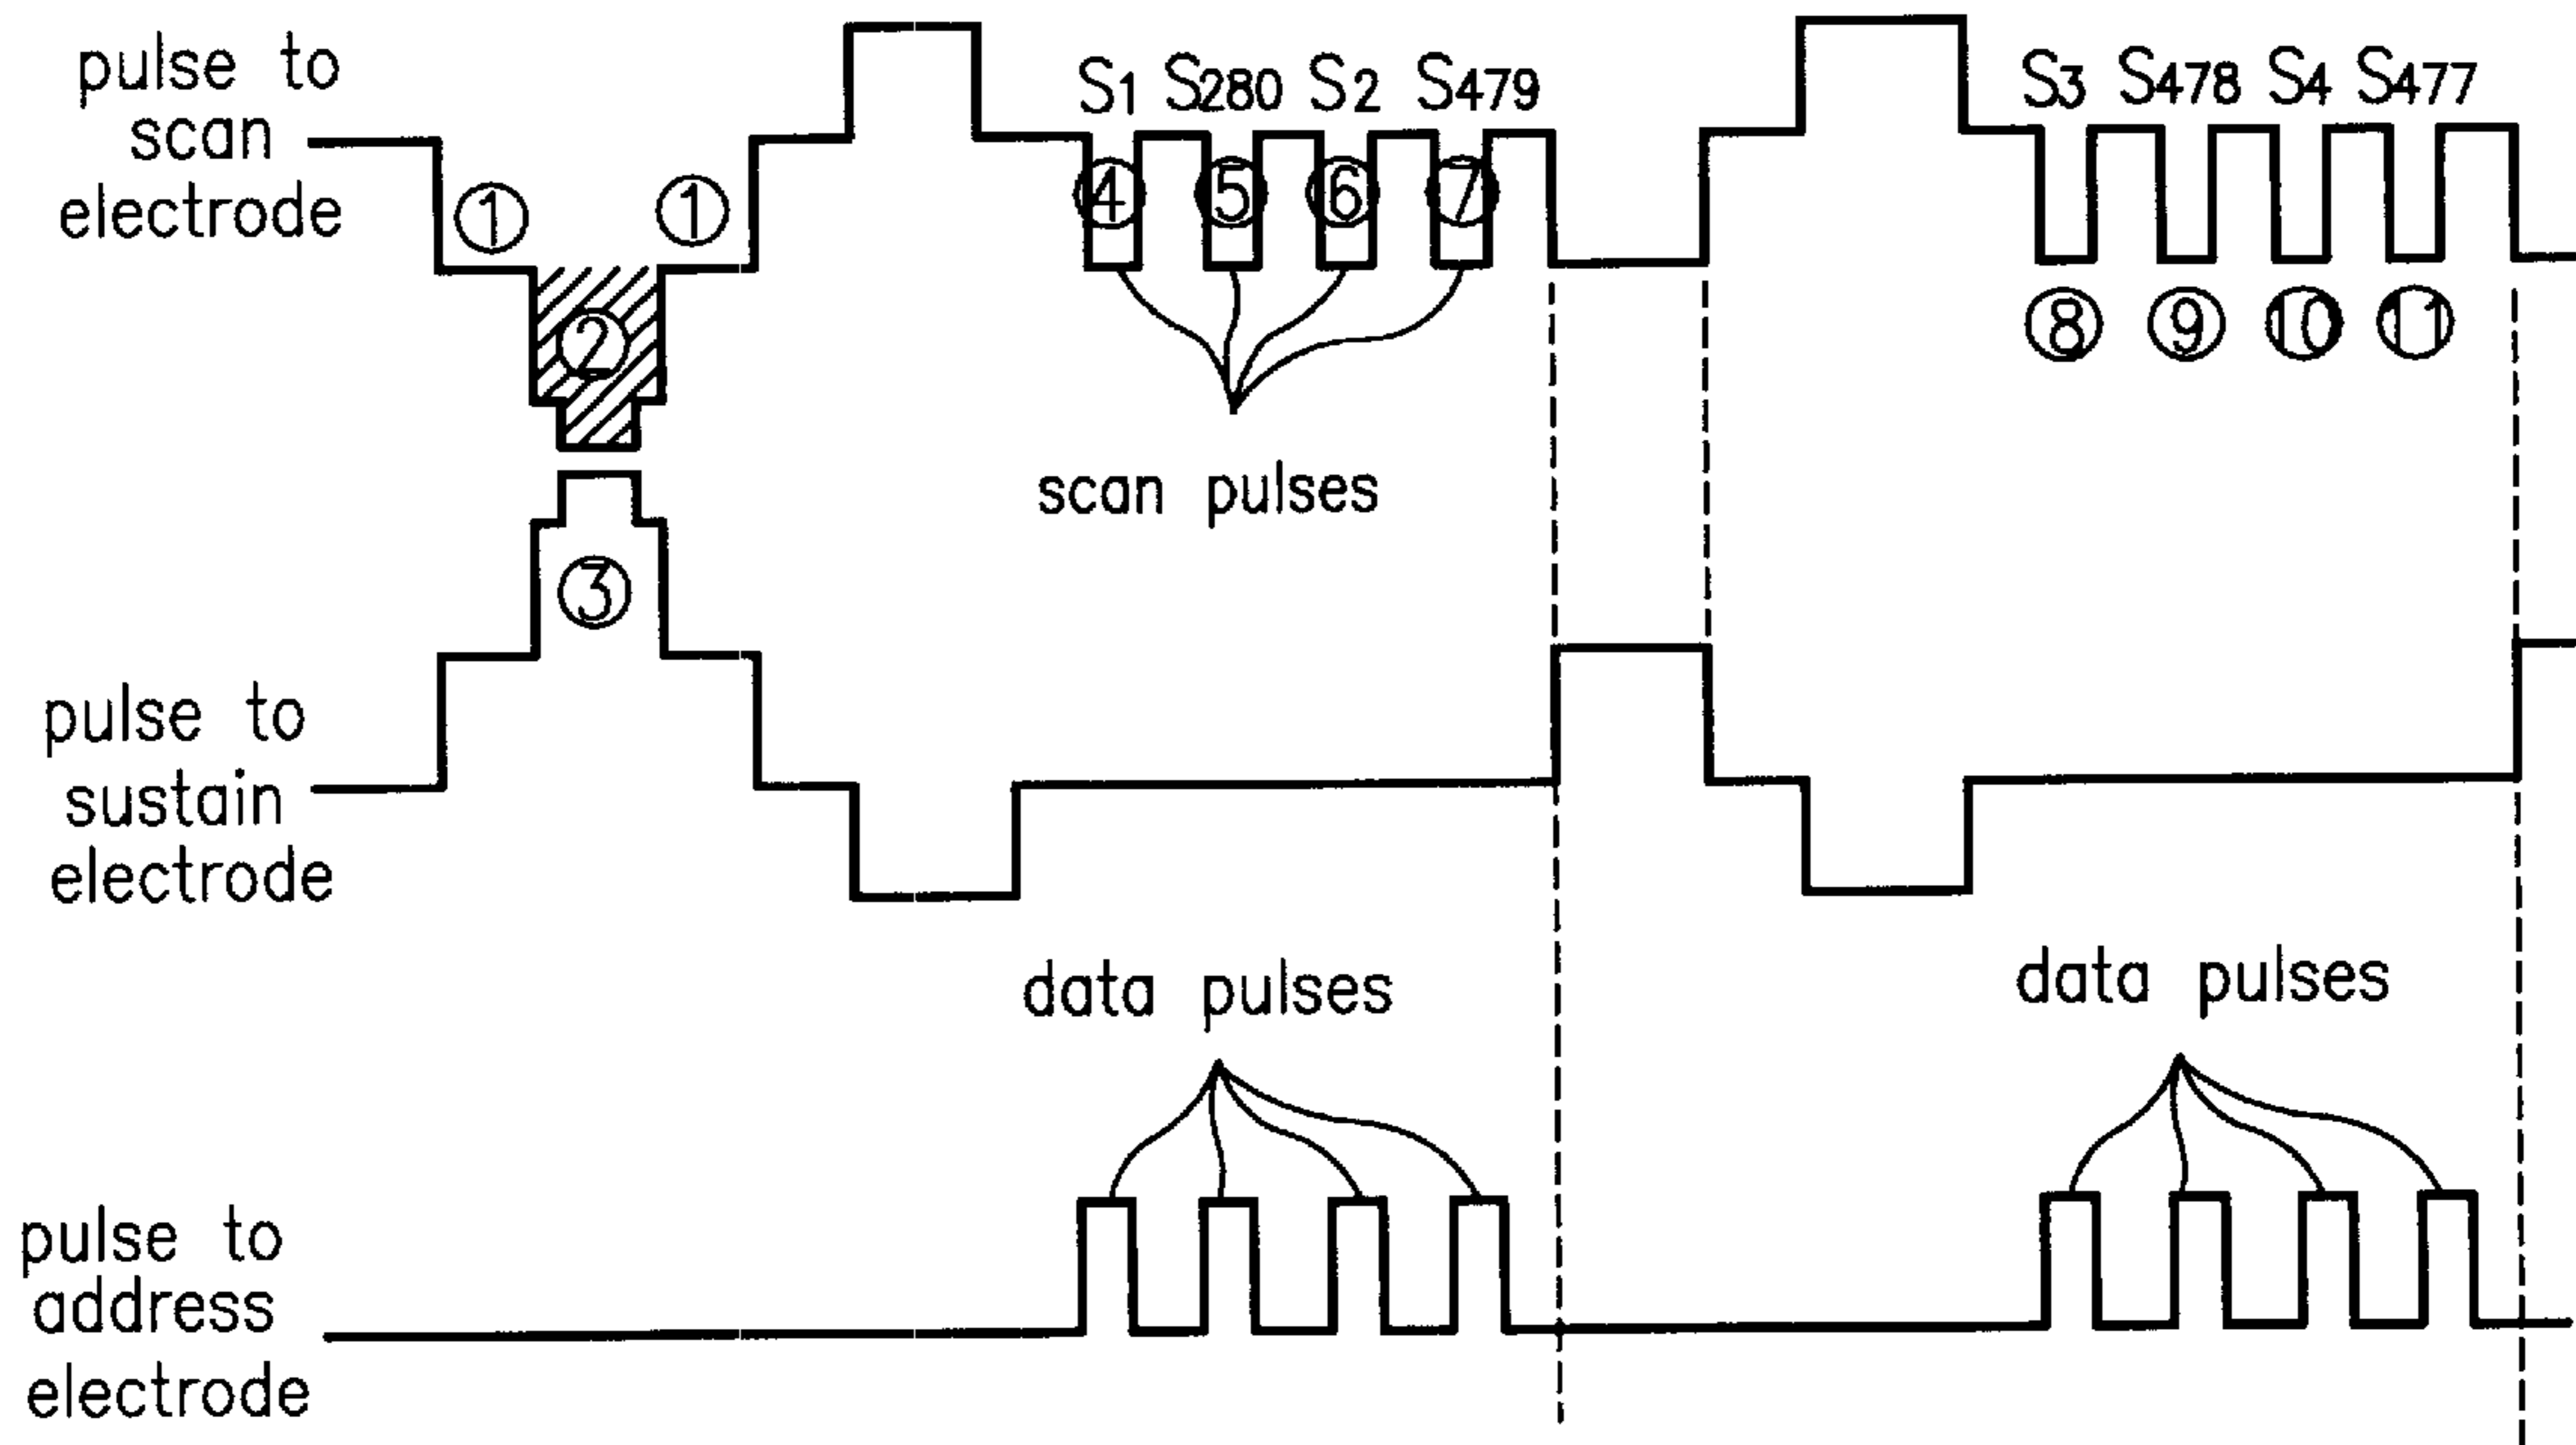 pulse to
scan
electrode
① ①
②
③
S1 S280 S2 S479
④ ⑤ ⑥ ⑦
scan pulses
S3 S478 S4 S477
⑧ ⑨ ⑩ ⑪
pulse to
sustain
electrode
data pulses
data pulses
pulse to
address
electrode